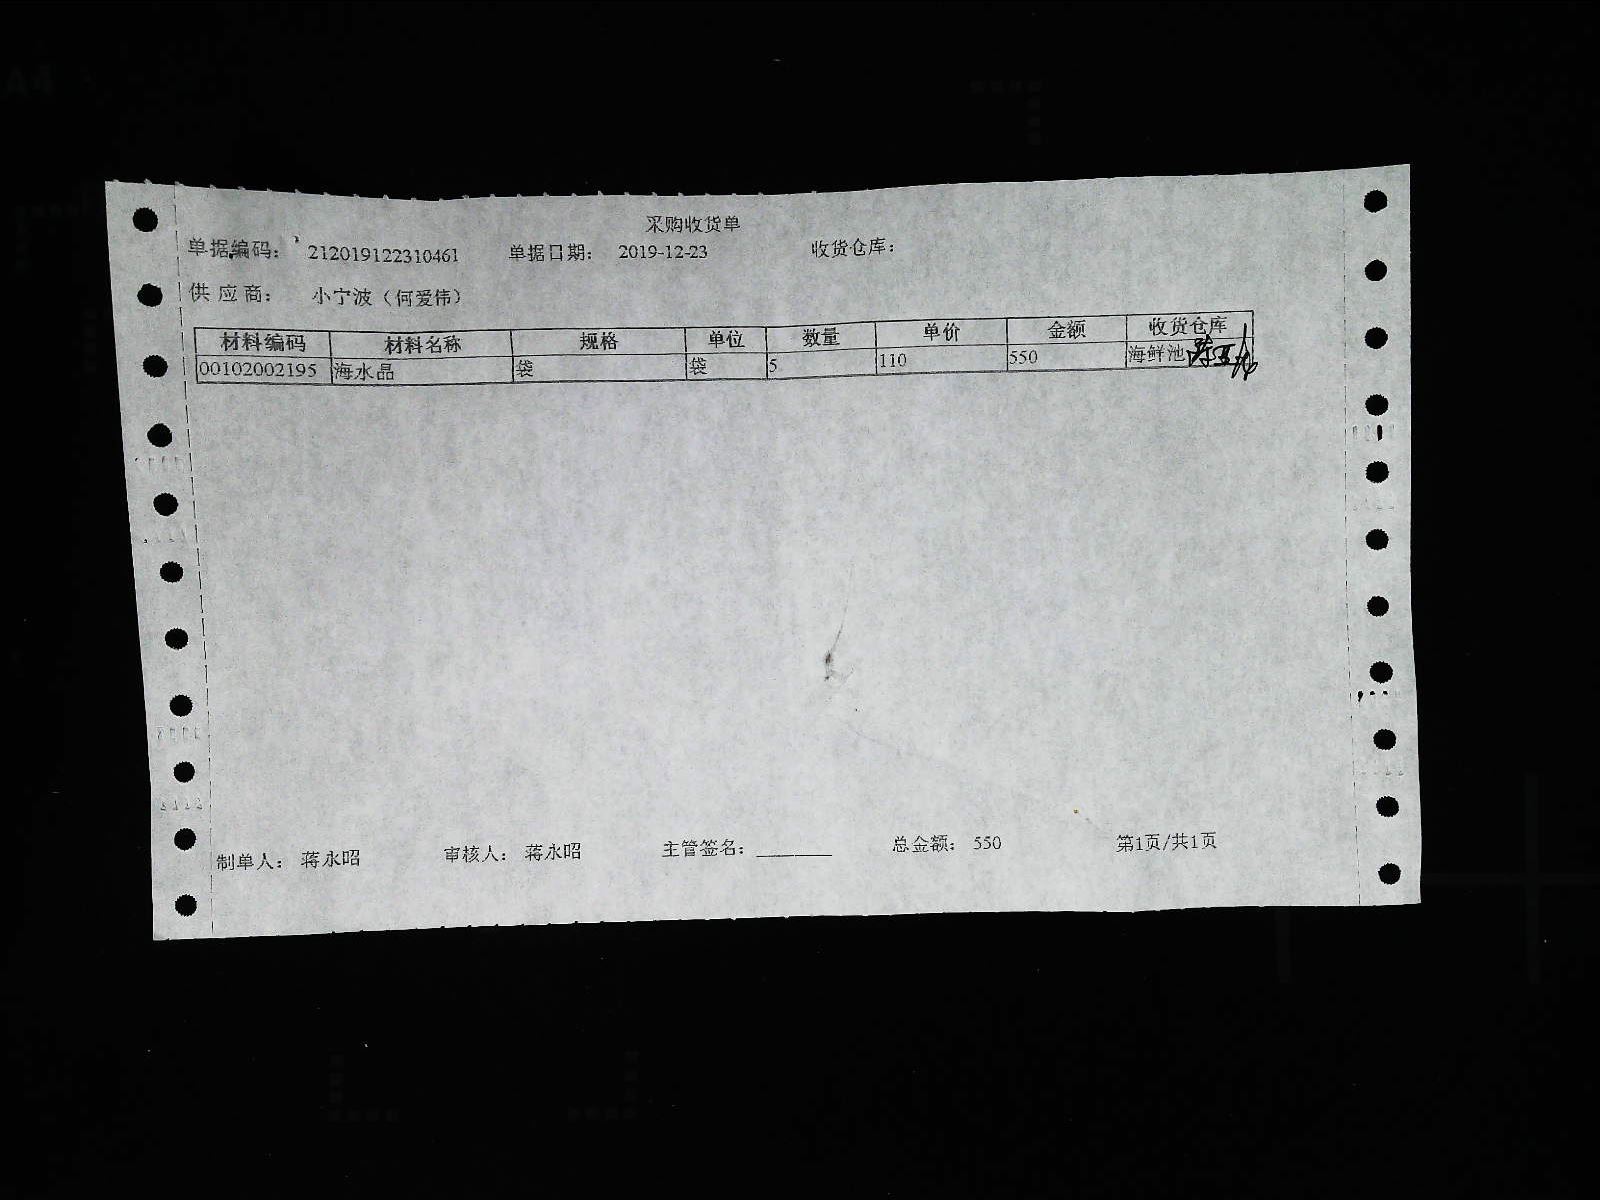 采购收货单
单据编码： 212019122310461 单据日期： 2019-12-23 收货仓库：
供应商： 小宁波（何爱伟）
材料编码 材料名称 规格 单位 数量 单价 金额 收货仓库
00102002195 海水晶 袋 袋 5 110 550 海鲜池
制单人： 蒋永昭 审核人： 蒋永昭 主管签名： 总金额： 550 第1页/共1页